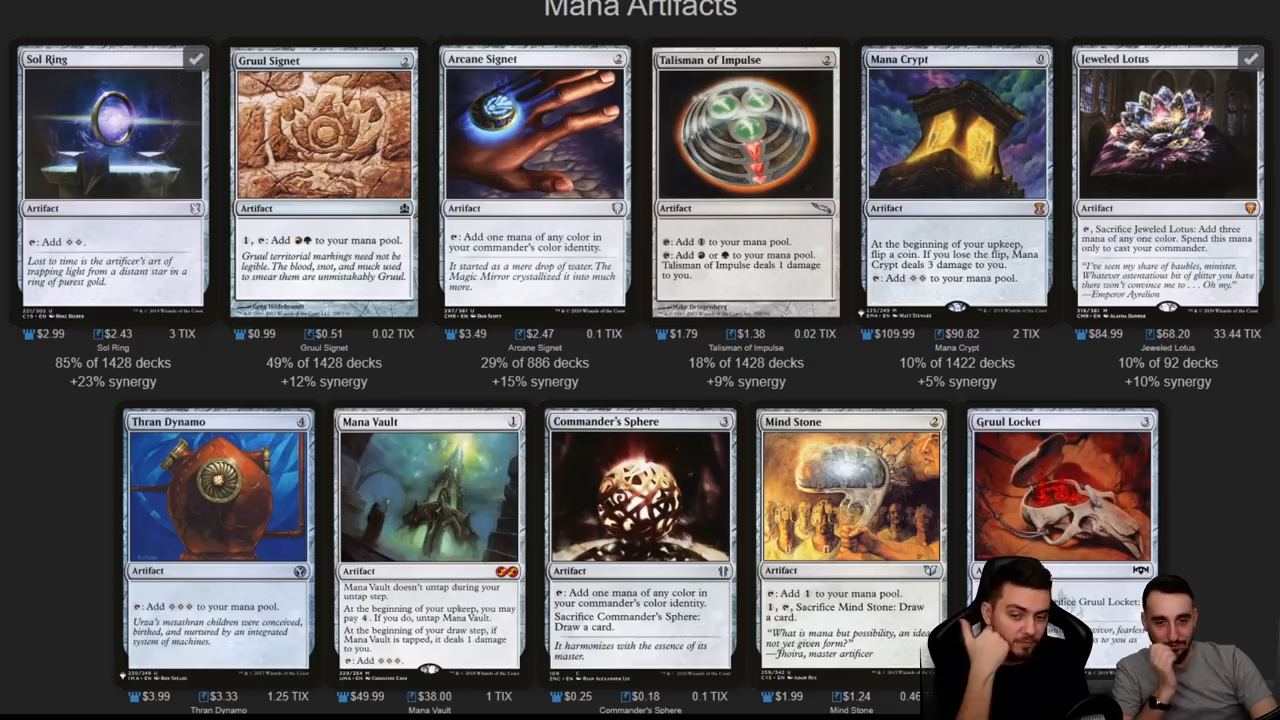 Mana Artifacts
Sol Ring
Artifact
: Add
Lost to time is the artificer's art of
trapping light from a distant star in a
ring of purest gold.
$2.99 $2.43 3 TIX
Sol Ring
85% of 1428 decks
+23% synergy
Gruul Signet 2
Artifact
1, : Add to your mana pool.
Gruul territorial markings need not be
legible. The blood, snot, and muck used
to smear them are unmistakably Gruul.
Greg Hildebrandt
$0.99 $0.51 0.02 TIX
Gruul Signet
49% of 1428 decks
+12% synergy
Arcane Signet 2
Artifact
: Add one mana of any color in
your commander's color identity.
It started as a mere drop of water. The
Magic Mirror crystallized it into much
more.
$3.49 $2.47 0.1 TIX
Arcane Signet
29% of 886 decks
+15% synergy
Talisman of Impulse 2
Artifact
: Add 1 to your mana pool.
: Add or to your mana pool.
Talisman of Impulse deals 1 damage
to you.
$1.79 $1.38 0.02 TIX
Talisman of Impulse
18% of 1428 decks
+9% synergy
Mana Crypt 0
Artifact
At the beginning of your upkeep,
flip a coin. If you lose the flip, Mana
Crypt deals 3 damage to you.
: Add to your mana pool.
$109.99 $90.82 2 TIX
Mana Crypt
10% of 1422 decks
+5% synergy
Jeweled Lotus
Artifact
, Sacrifice Jeweled Lotus: Add three
mana of any one color. Spend this mana
only to cast your commander.
"I've seen my share of baubles, minister.
Whatever ostentatious bit of glitter you have
there won't convince me to . . . Oh my."
—Emperor Ayrelion
$84.99 $68.20 33.44 TIX
Jeweled Lotus
10% of 92 decks
+10% synergy
Thran Dynamo 4
Artifact
: Add to your mana pool.
Urza's metathran children were conceived,
birthed, and nurtured by an integrated
system of machines.
$3.99 $3.33 1.25 TIX
Thran Dynamo
Mana Vault 1
Artifact
Mana Vault doesn't untap during your
untap step.
At the beginning of your upkeep, you may
pay 4. If you do, untap Mana Vault.
At the beginning of your draw step, if
Mana Vault is tapped, it deals 1 damage
to you.
: Add .
$49.99 $38.00 1 TIX
Mana Vault
Commander's Sphere 3
Artifact
: Add one mana of any color in
your commander's color identity.
Sacrifice Commander's Sphere:
Draw a card.
It harmonizes with the essence of its
master.
$0.25 $0.18 0.1 TIX
Commander's Sphere
Mind Stone 2
Artifact
: Add 1 to your mana pool.
1, , Sacrifice Mind Stone: Draw
a card.
"What is mana but possibility, an idea
not yet given form?"
—Jhoira, master artificer
$1.99 $1.24 0.46
Mind Stone
Gruul Locket 3
Gruul Locket:
fearless
to you as